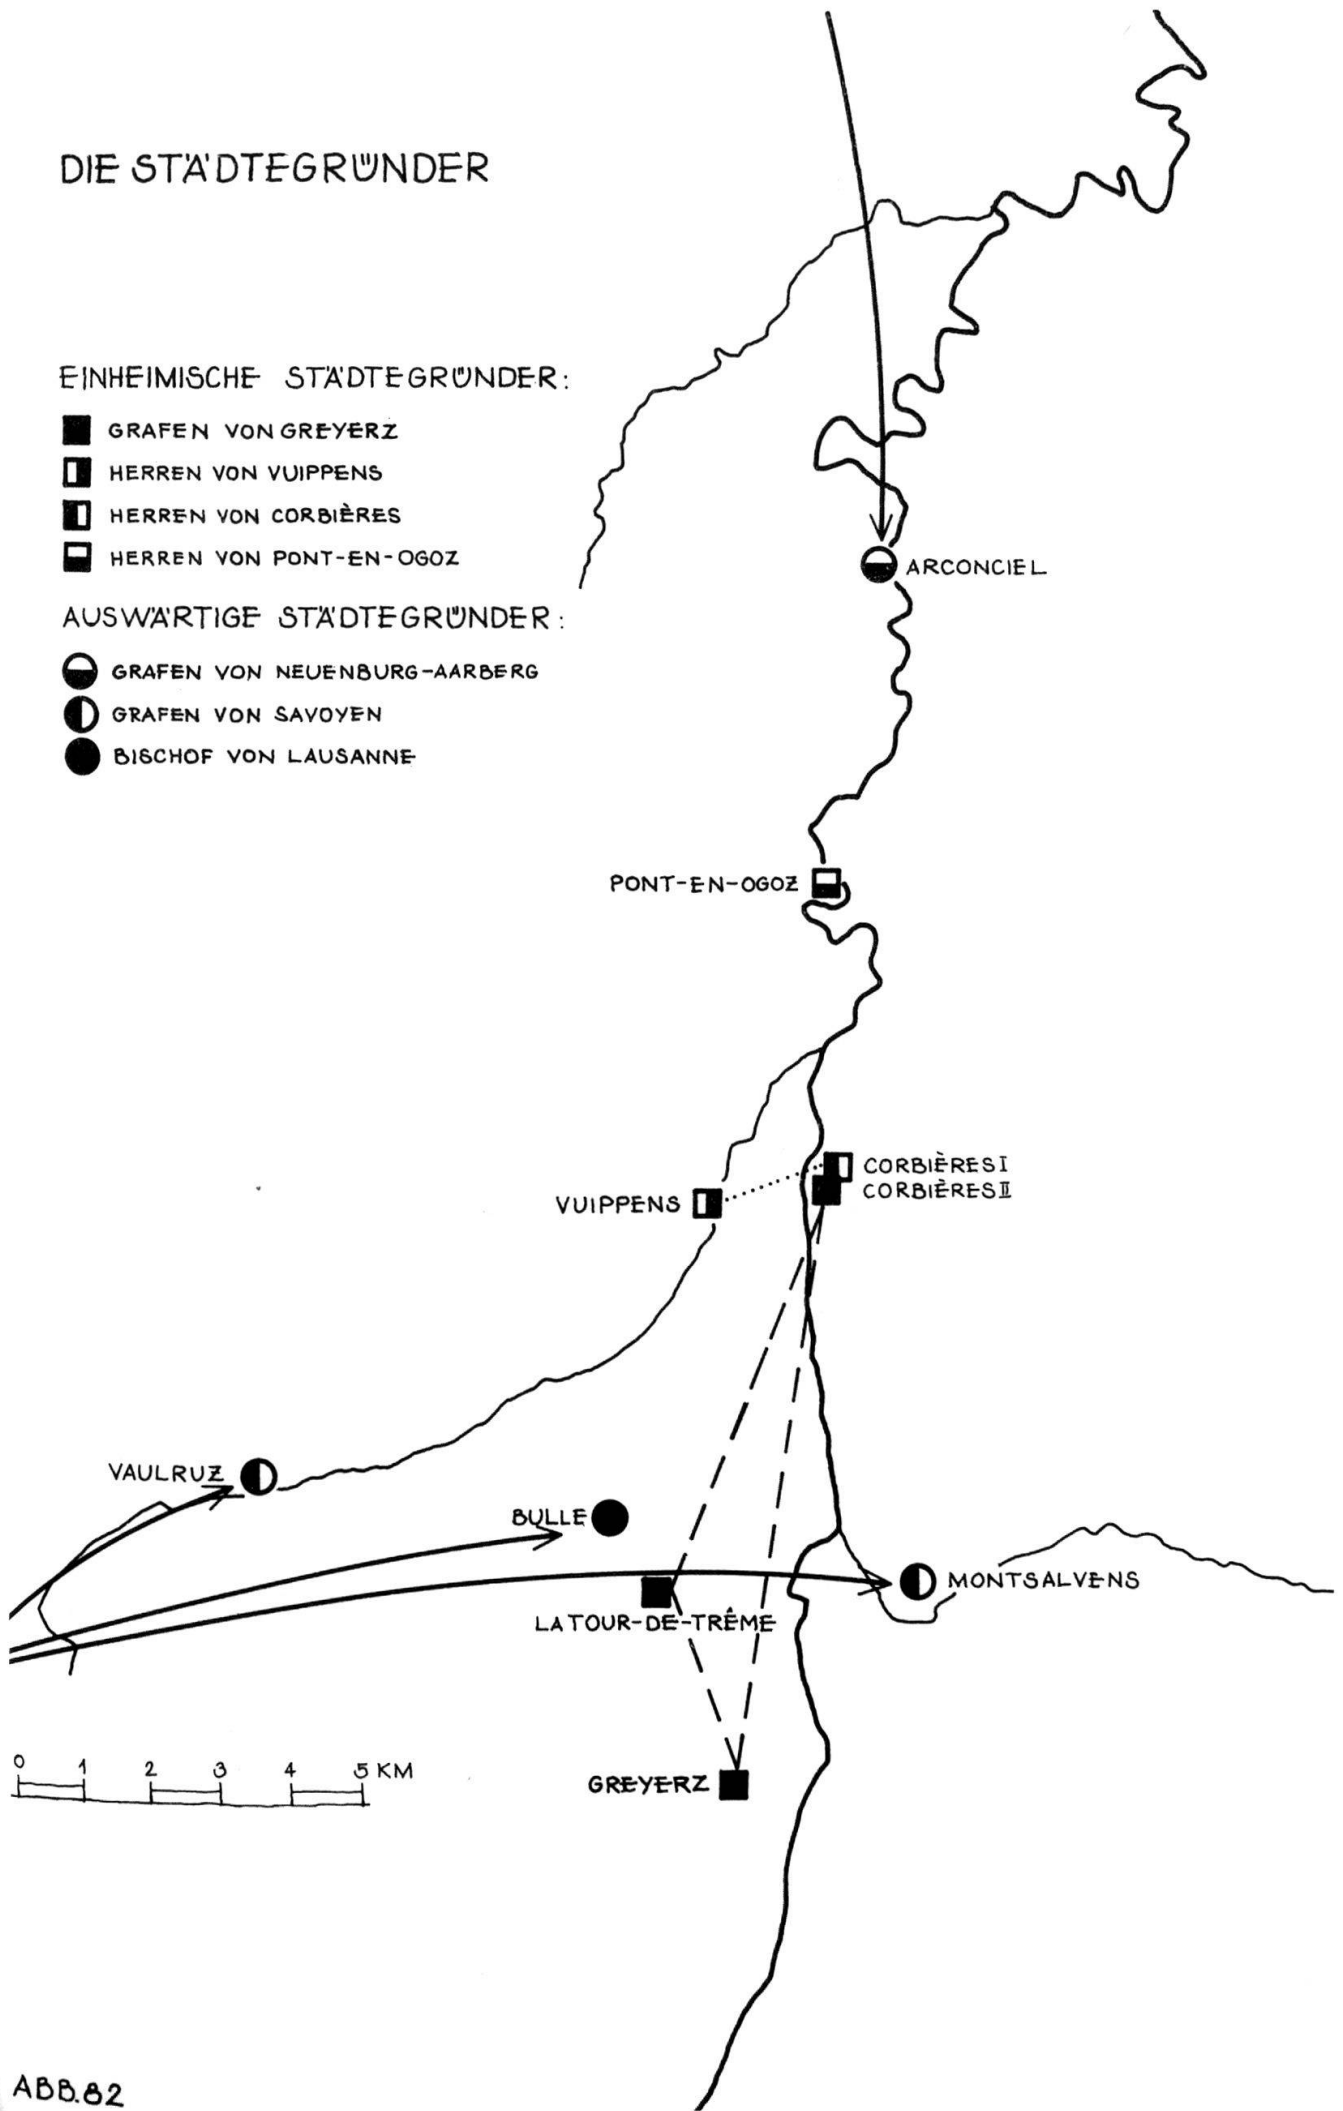 DIE STÄDTEGRÜNDER
EINHEIMISCHE STÄDTEGRÜNDER:
GRAFEN VON GREYERZ
HERREN VON VUIPPENS
HERREN VON CORBIÈRES
HERREN VON PONT-EN-OGOZ
AUSWÄRTIGE STÄDTEGRÜNDER:
GRAFEN VON NEUENBURG-AARBERG
GRAFEN VON SAVOYEN
BISCHOF VON LAUSANNE
ARCONCIEL
PONT-EN-OGOZ
CORBIÈRES I
CORBIÈRES II
VUIPPENS
VAULRUZ
BULLE
MONTSALVENS
LA TOUR-DE-TRÊME
GREYERZ
0 1 2 3 4 5 KM
ABB.82